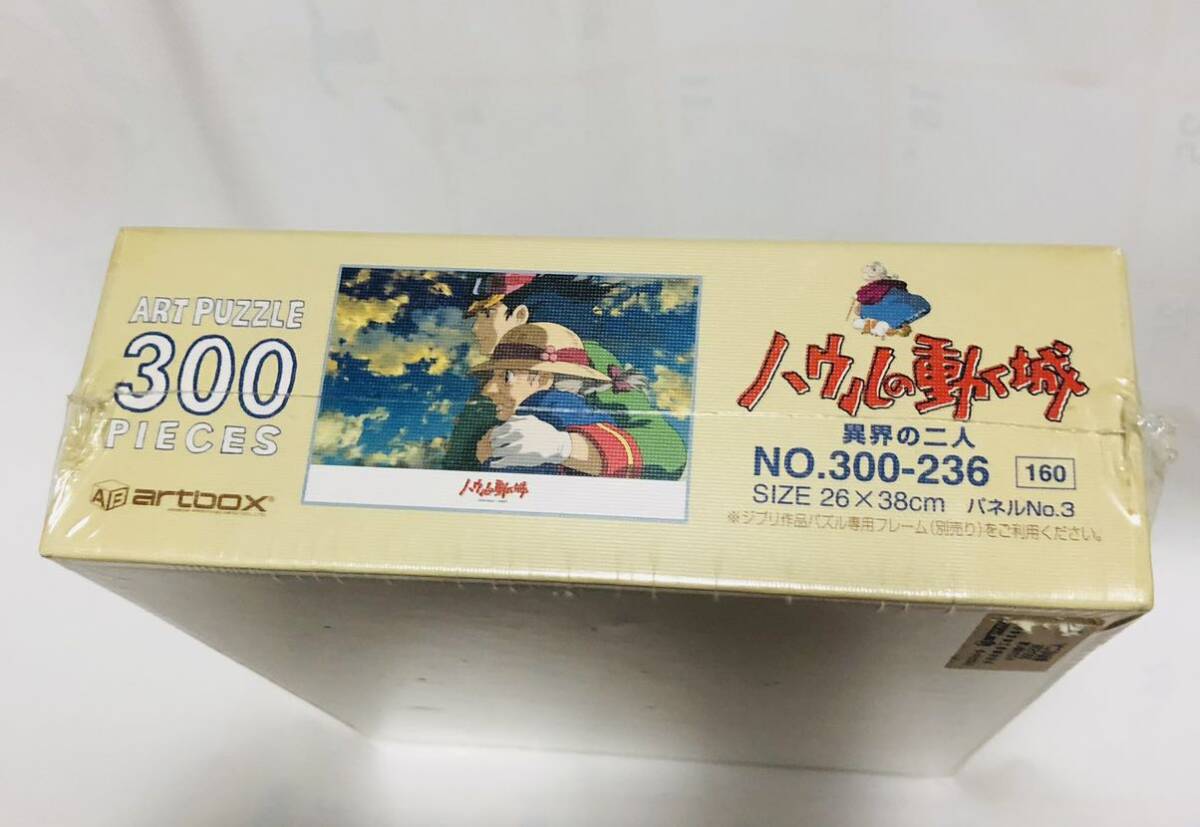 ART PUZZLE
300
PIECES
artbox
ハウルの動く城
ハウルの動く城
異界の二人
NO.300-236 160
SIZE 26×38cm パネルNo.3
※ジブリ作品パズル専用フレーム(別売り)をご利用ください。